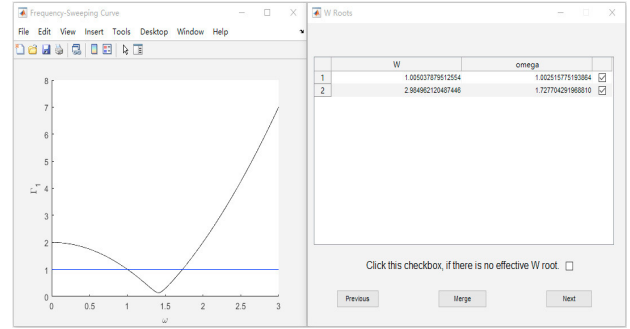 Frequency-Sweeping Curve
File Edit View Insert Tools Desktop Window Help
8
7
6
5
4
3
2
1
0
Γ1
0 0.5 1 1.5 2 2.5 3
ω
W Roots
W omega
1 1.005037879512554 1.002515775193864
2 2.984962120487446 1.727704291968810
Click this checkbox, if there is no effective W root.
Previous Merge Next